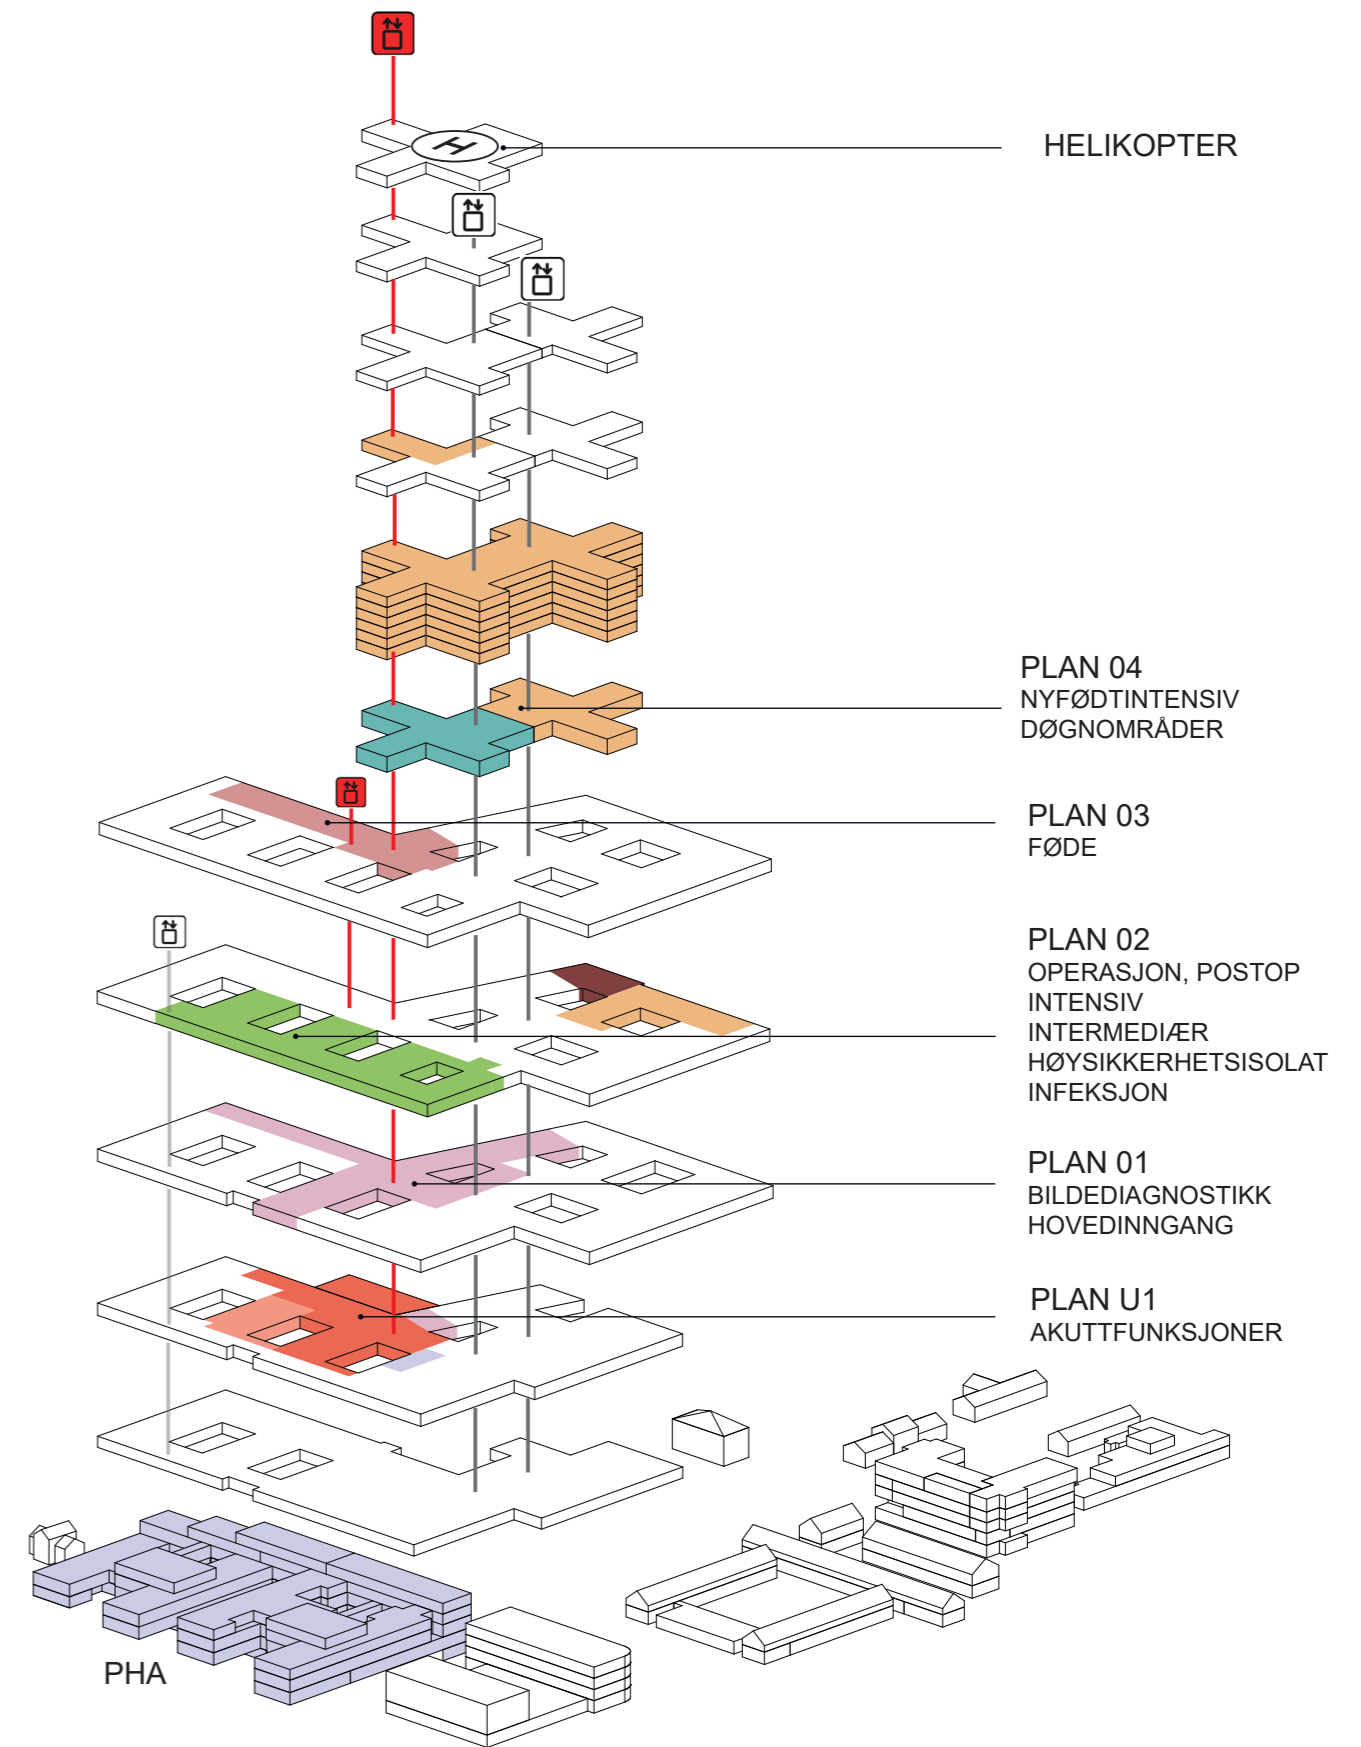 H
HELIKOPTER
PLAN 04
NYFØDTINTENSIV
DØGNOMRÅDER
PLAN 03
FØDE
PLAN 02
OPERASJON, POSTOP
INTENSIV
INTERMEDIÆR
HØYSIKKERHETSISOLAT
INFEKSJON
PLAN 01
BILDEDIAGNOSTIKK
HOVEDINNGANG
PLAN U1
AKUTTFUNKSJONER
PHA